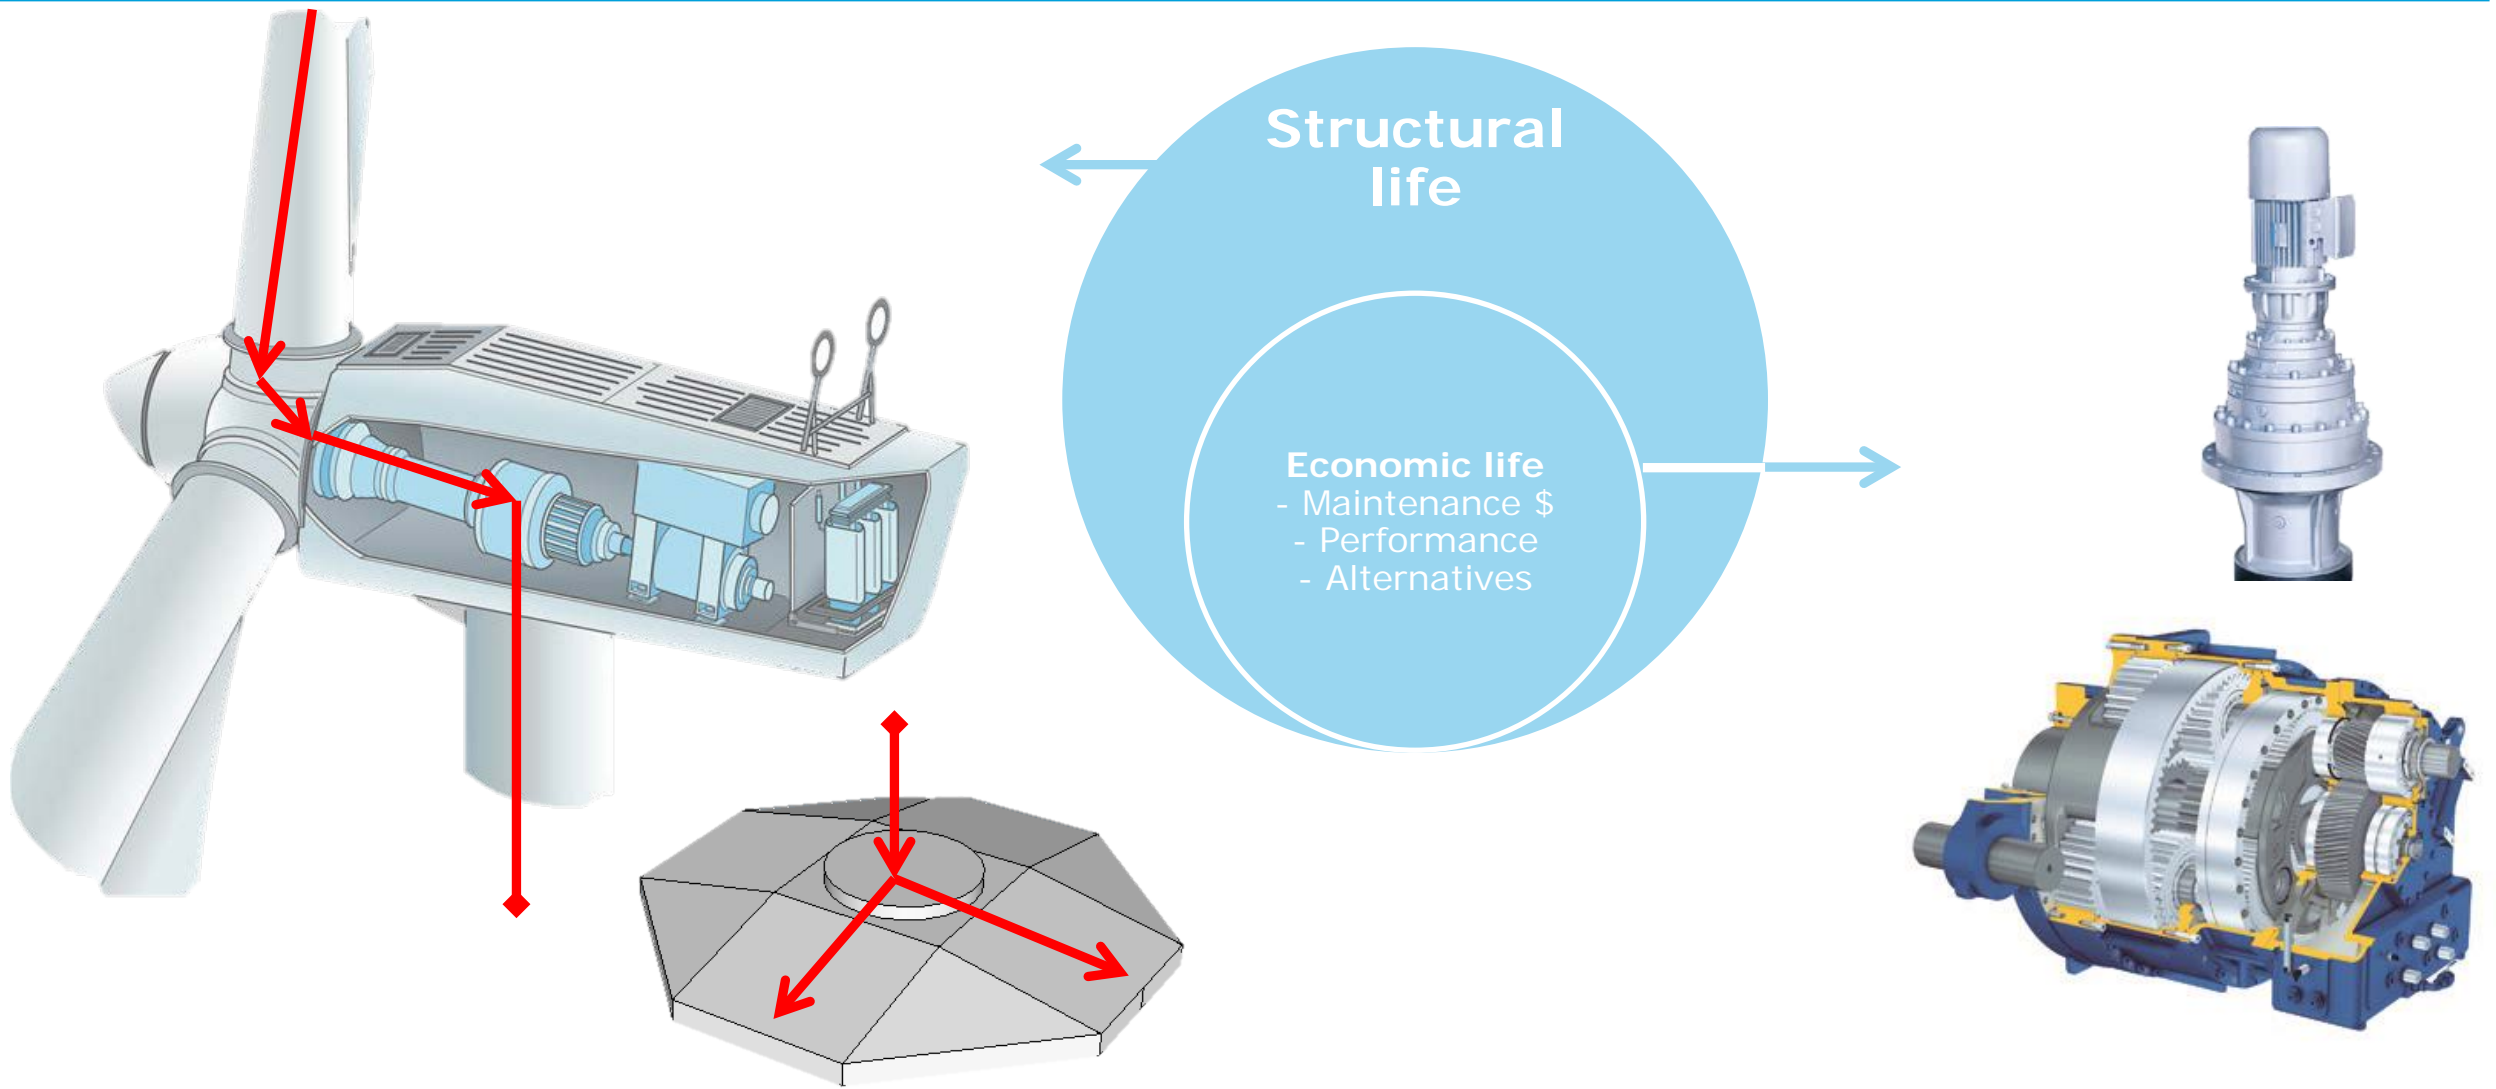 Structural
life
Economic life
- Maintenance $
- Performance
- Alternatives